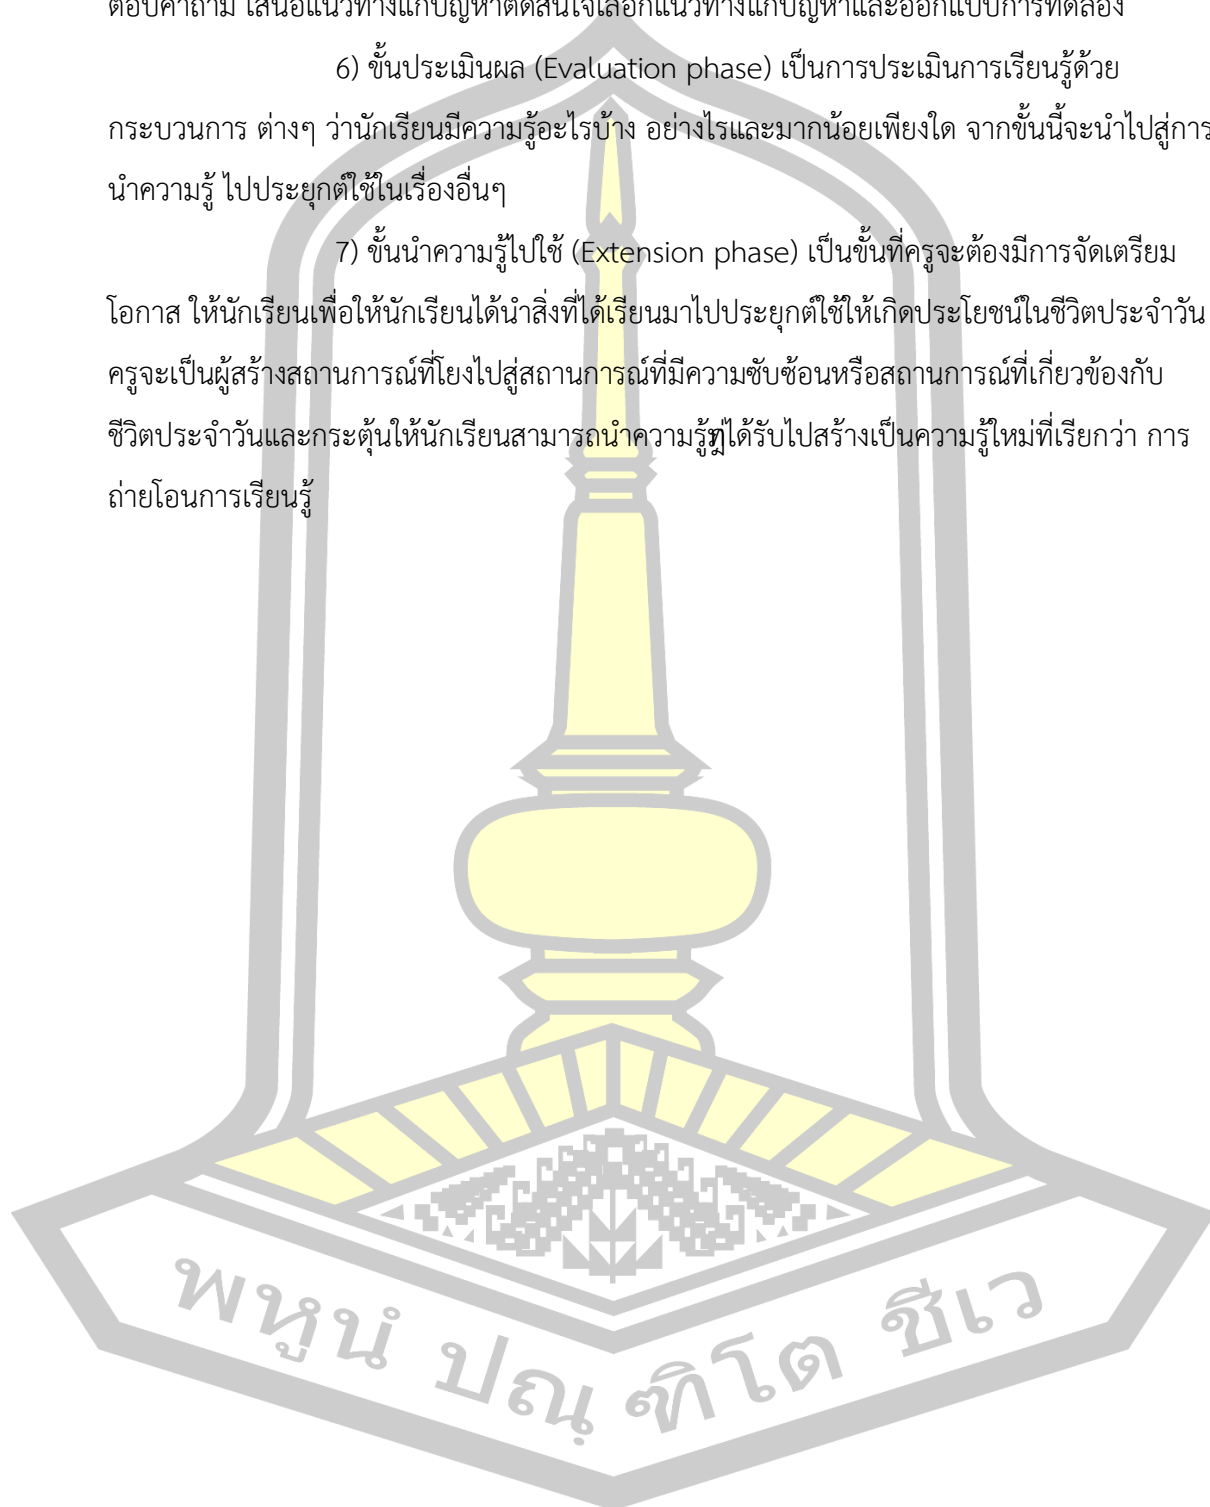 ตอบคำถาม เสนอแนวทางแก้ปัญหาตัดสินใจเลือกแนวทางแก้ปัญหาและออกแบบการทดลอง
6) ขั้นประเมินผล (Evaluation phase) เป็นการประเมินการเรียนรู้ด้วย
กระบวนการ ต่างๆ ว่านักเรียนมีความรู้อะไรบ้าง อย่างไรและมากน้อยเพียงใด จากขั้นนี้จะนำไปสู่การ
นำความรู้ ไปประยุกต์ใช้ในเรื่องอื่นๆ
7) ขั้นนำความรู้ไปใช้ (Extension phase) เป็นขั้นที่ครูจะต้องมีการจัดเตรียม
โอกาส ให้นักเรียนเพื่อให้นักเรียนได้นำสิ่งที่ได้เรียนมาไปประยุกต์ใช้ให้เกิดประโยชน์ในชีวิตประจำวัน
ครูจะเป็นผู้สร้างสถานการณ์ที่โยงไปสู่สถานการณ์ที่มีความซับซ้อนหรือสถานการณ์ที่เกี่ยวข้องกับ
ชีวิตประจำวันและกระตุ้นให้นักเรียนสามารถนำความรู้ที่ได้รับไปสร้างเป็นความรู้ใหม่ที่เรียกว่า การ
ถ่ายโอนการเรียนรู้
พหูนํ ปณฺฑิโต ชีเว